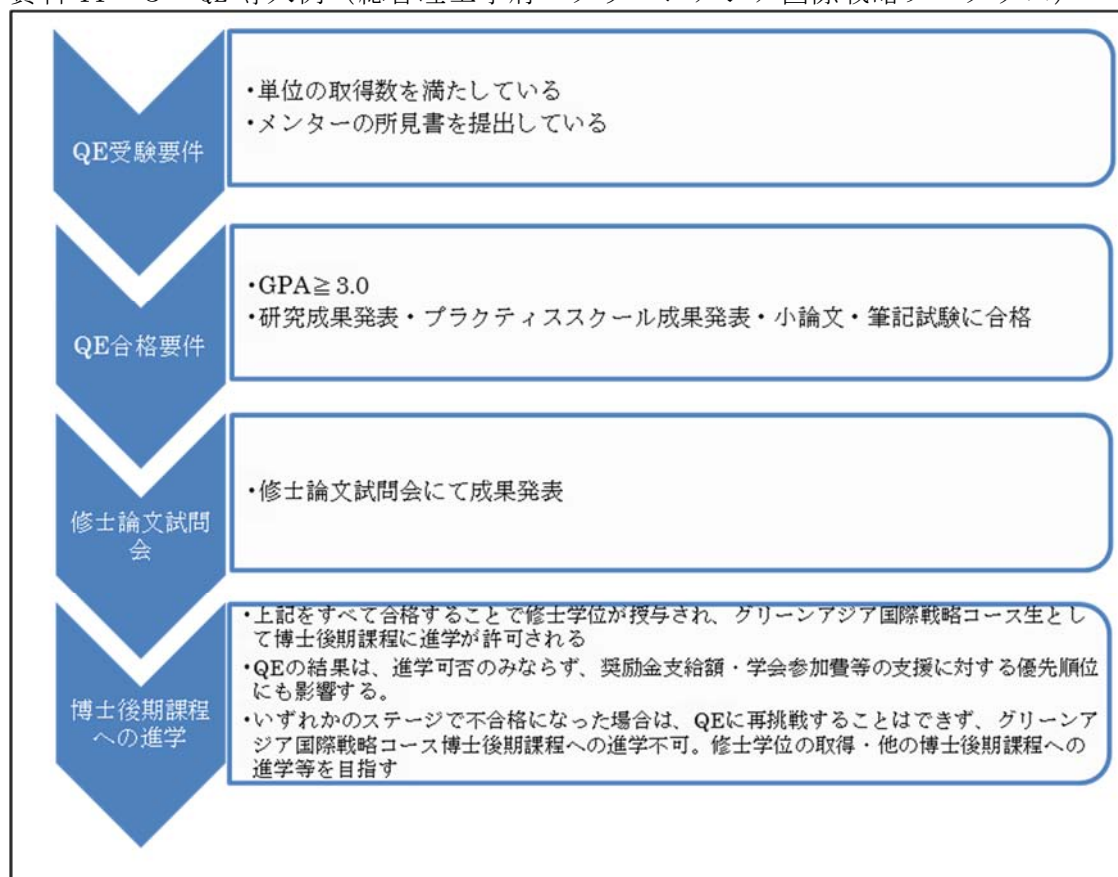 QE受験要件
・単位の取得数を満たしている
・メンターの所見書を提出している
QE合格要件
・GPA≧3.0
・研究成果発表・プラクティススクール成果発表・小論文・筆記試験に合格
修士論文試問
会
・修士論文試問会にて成果発表
博士後期課程
への進学
・上記をすべて合格することで修士学位が授与され、グリーンアジア国際戦略コース生とし
て博士後期課程に進学が許可される
・QEの結果は、進学可否のみならず、奨励金支給額・学会参加費等の支援に対する優先順位
にも影響する。
・いずれかのステージで不合格になった場合は、QEに再挑戦することはできず、グリーンア
ジア国際戦略コース博士後期課程への進学不可。修士学位の取得・他の博士後期課程への
進学等を目指す